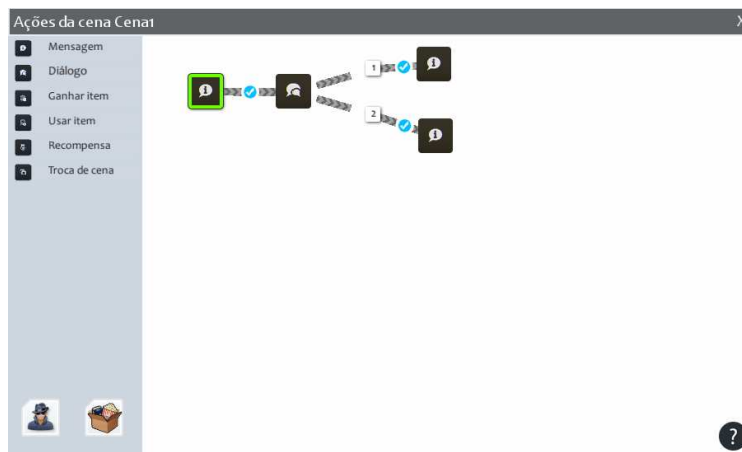 Ações da cena Cena1 X
Mensagem
Diálogo
Ganhar item
Usar item
Recompensa
Troca de cena
1
2
?